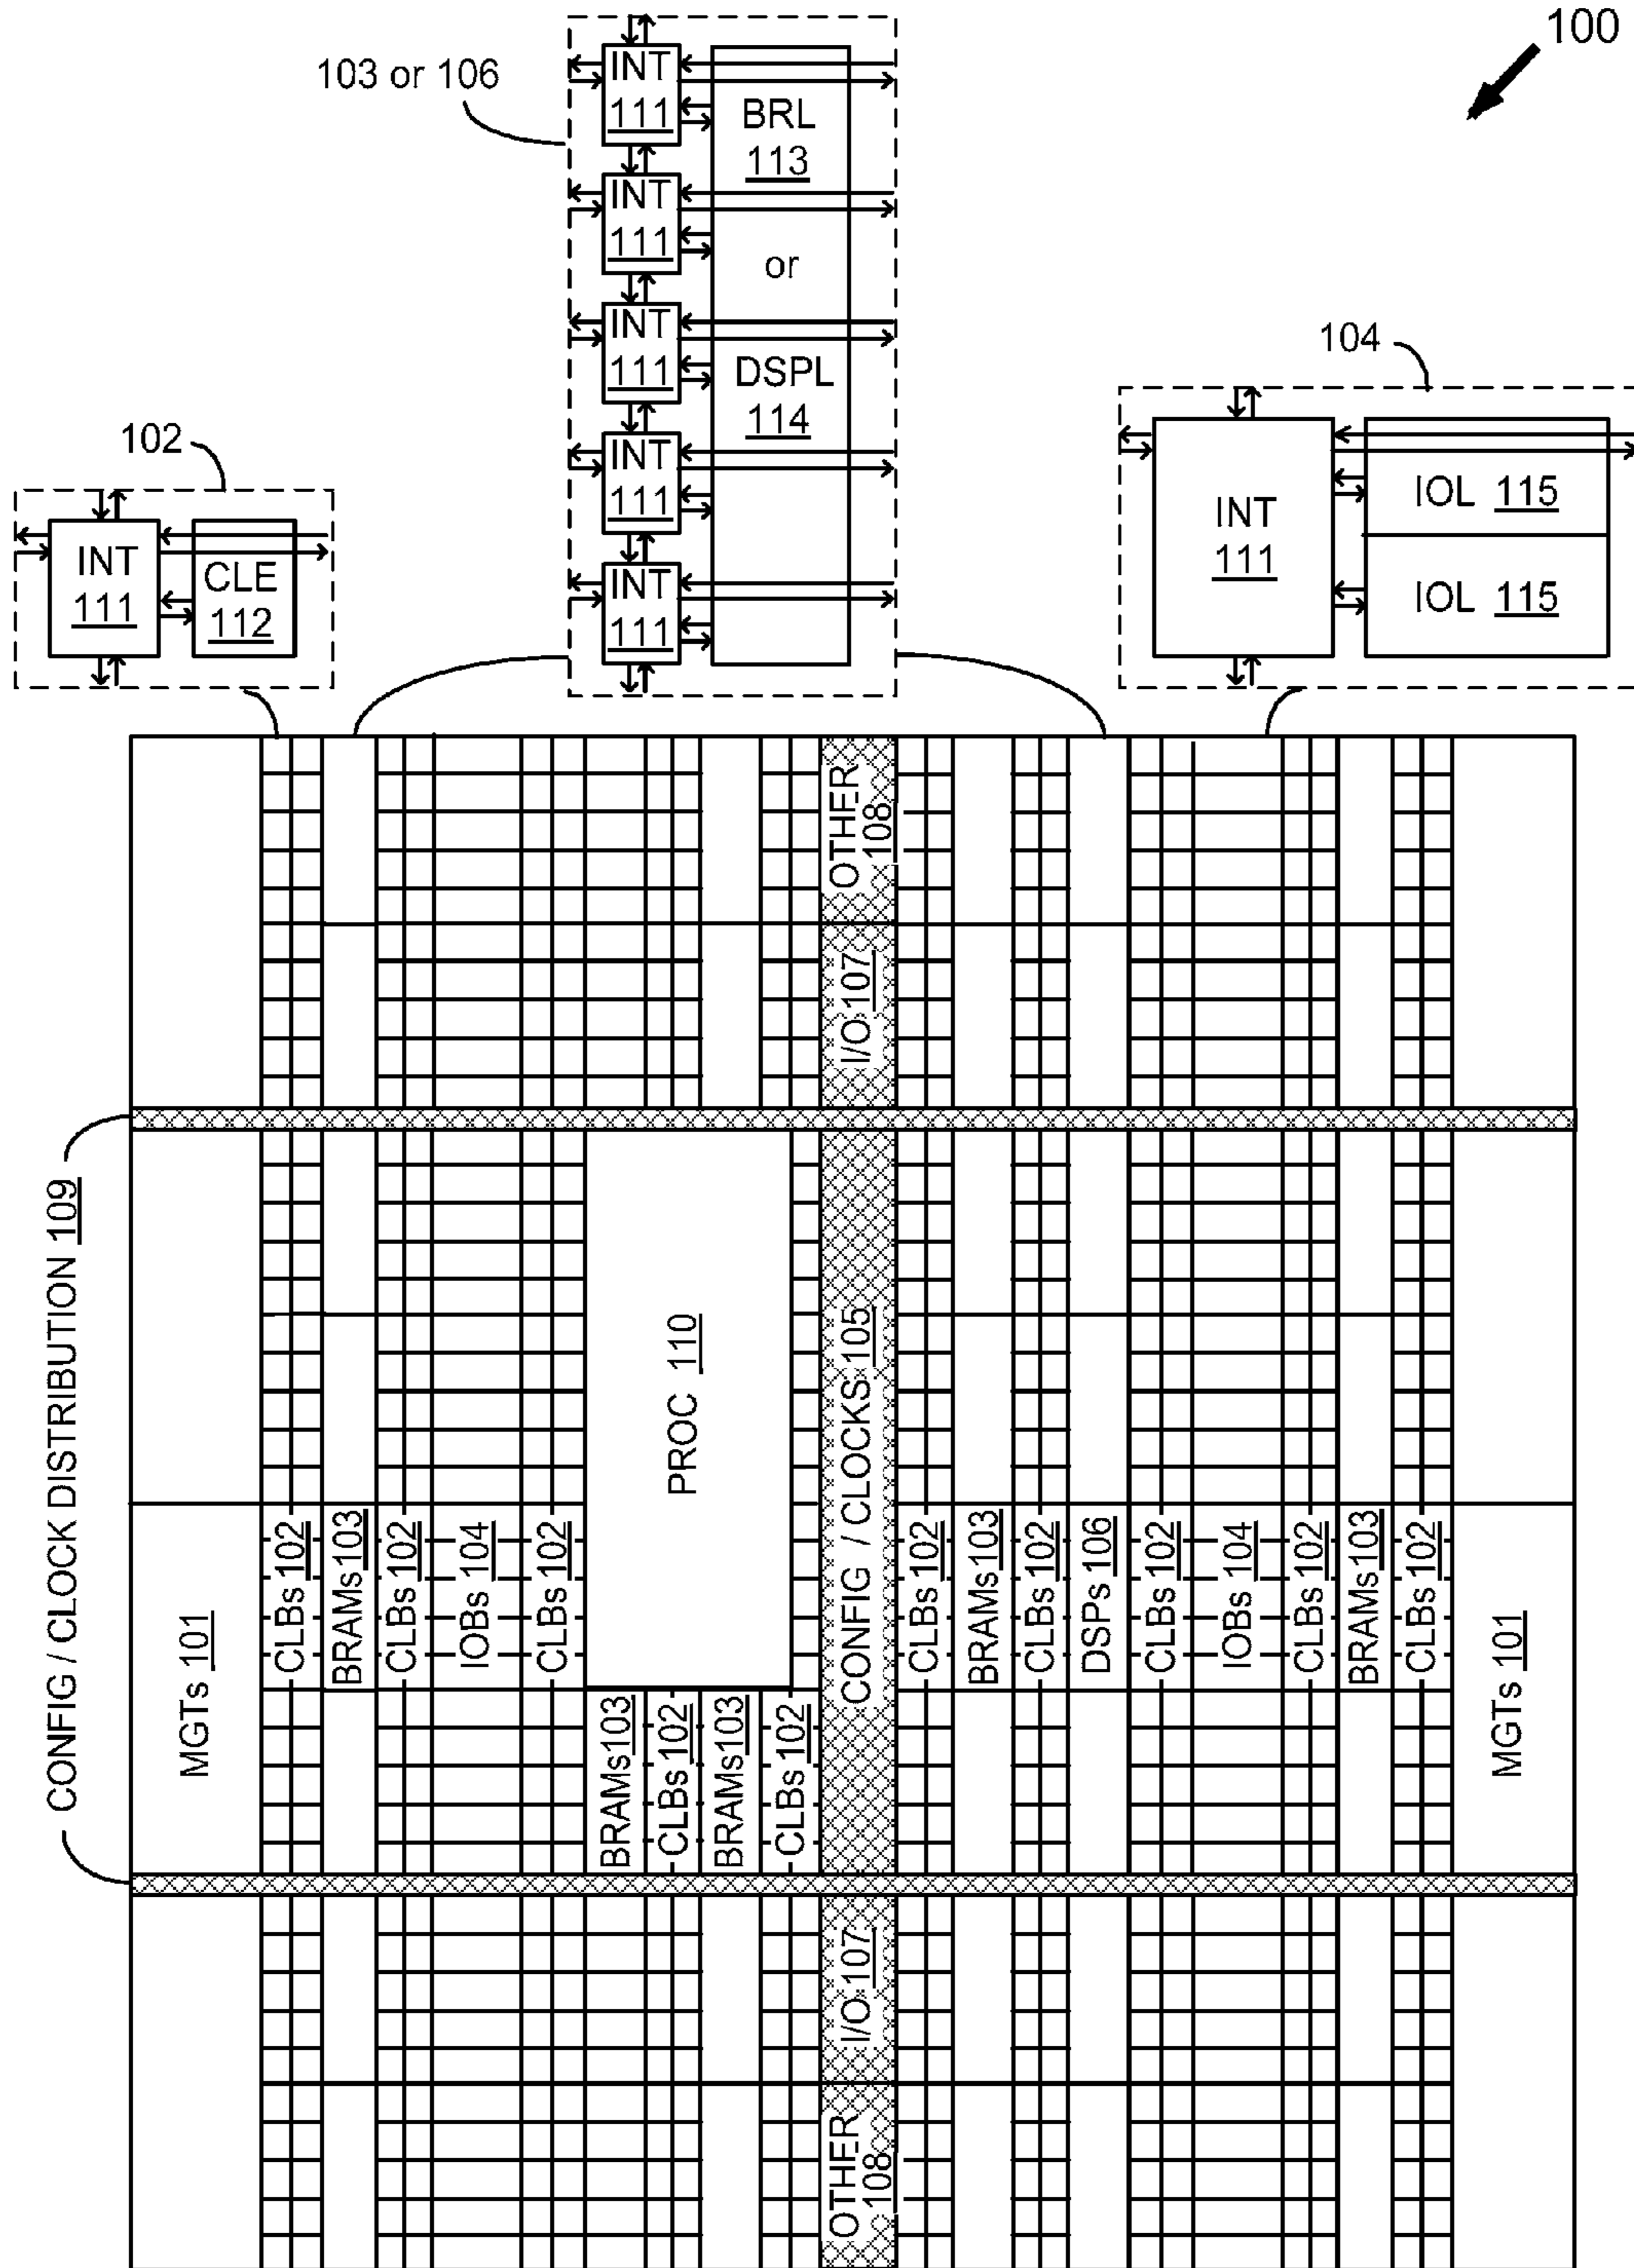 100
103 or 106
INT
111
INT
111
INT
111
INT
111
INT
111
BRL
113
or
DSPL
114
104
INT
111
IOL 115
IOL 115
102
INT
111
CLE
112
OTHER
108
I/O 107
CONFIG / CLOCK DISTRIBUTION 109
PROC 110
CONFIG / CLOCKS 105
MGTs 101
CLBs 102
BRAMs 103
CLBs 102
IOBs 104
CLBs 102
BRAMs 103
CLBs 102
BRAMs 103
CLBs 102
CLBs 102
BRAMs 103
CLBs 102
DSPs 106
CLBs 102
IOBs 104
CLBs 102
BRAMs 103
CLBs 102
MGTs 101
I/O 107
OTHER
108